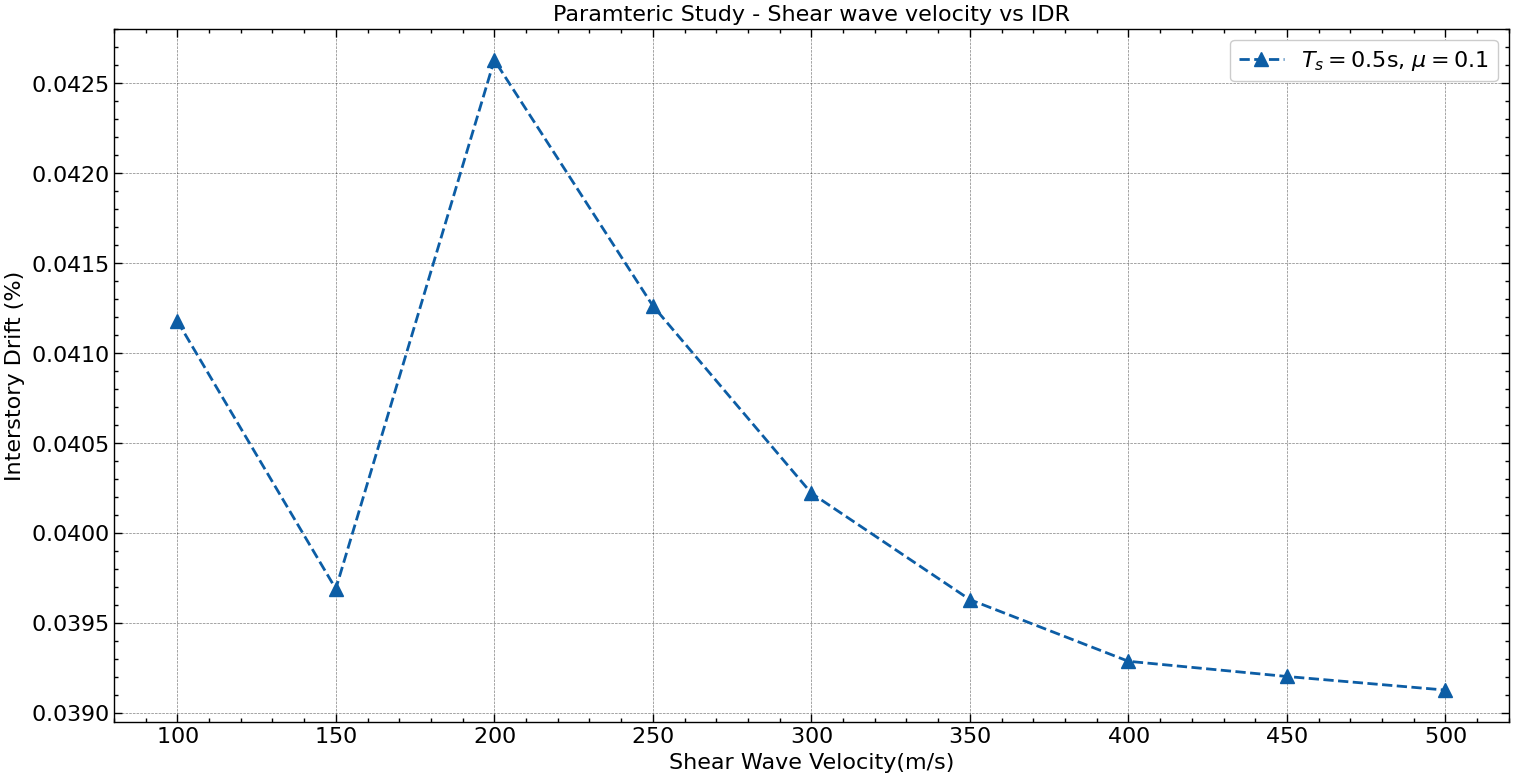 Paramteric Study - Shear wave velocity vs IDR
T_s = 0.5s, μ = 0.1
Interstory Drift (%)
0.0425
0.0420
0.0415
0.0410
0.0405
0.0400
0.0395
0.0390
100 150 200 250 300 350 400 450 500
Shear Wave Velocity(m/s)